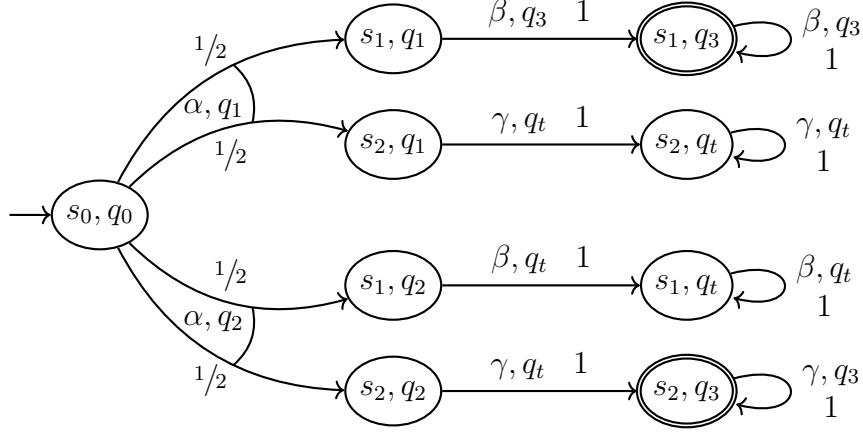 1/2
s₁, q₁
β, q₃ 1
s₁, q₃
β, q₃
1
α, q₁
1/2
s₂, q₁
γ, qₜ 1
s₂, qₜ
γ, qₜ
1
s₀, q₀
1/2
s₁, q₂
β, qₜ 1
s₁, qₜ
β, qₜ
1
α, q₂
1/2
s₂, q₂
γ, qₜ 1
s₂, q₃
γ, q₃
1